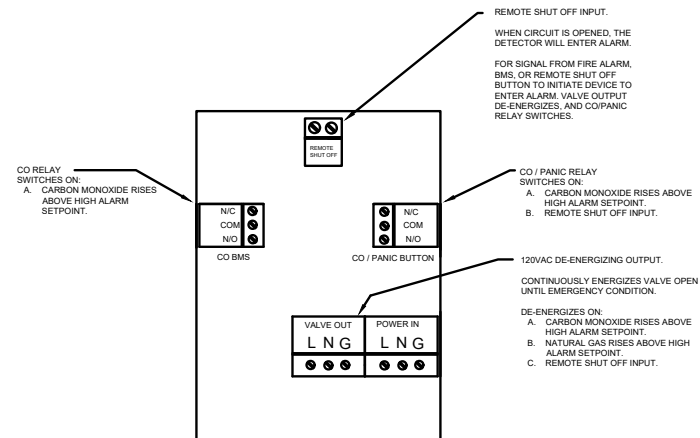 REMOTE SHUT OFF INPUT.
WHEN CIRCUIT IS OPENED, THE
DETECTOR WILL ENTER ALARM.
FOR SIGNAL FROM FIRE ALARM,
BMS, OR REMOTE SHUT OFF
BUTTON TO INITIATE DEVICE TO
ENTER ALARM. VALVE OUTPUT
DE-ENERGIZES, AND CO/PANIC
RELAY SWITCHES.
REMOTE
SHUT OFF
CO RELAY
SWITCHES ON:
A. CARBON MONOXIDE RISES
ABOVE HIGH ALARM
SETPOINT.
N/C
COM
N/O
CO BMS
N/C
COM
N/O
CO / PANIC BUTTON
CO / PANIC RELAY
SWITCHES ON:
A. CARBON MONOXIDE RISES ABOVE
HIGH ALARM SETPOINT.
B. REMOTE SHUT OFF INPUT.
120VAC DE-ENERGIZING OUTPUT.
CONTINUOUSLY ENERGIZES VALVE OPEN
UNTIL EMERGENCY CONDITION.
DE-ENERGIZES ON:
A. CARBON MONOXIDE RISES ABOVE
HIGH ALARM SETPOINT.
B. NATURAL GAS RISES ABOVE HIGH
ALARM SETPOINT.
C. REMOTE SHUT OFF INPUT.
VALVE OUT
L N G
POWER IN
L N G